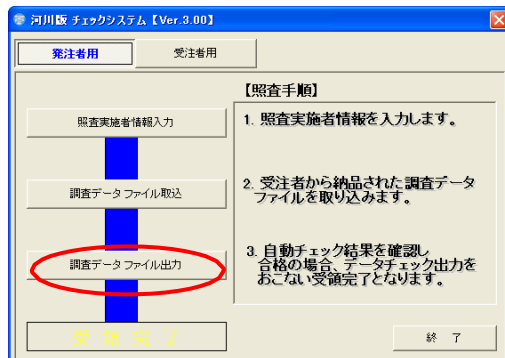 河川版 チェックシステム【Ver.3.00】
発注者用
受注者用
照査実施者情報入力
調査データファイル取込
調査データファイル出力
受 領 完 了
【照査手順】
1. 照査実施者情報を入力します。
2. 受注者から納品された調査データ
ファイルを取り込みます。
3. 自動チェック結果を確認し
合格の場合、データチェック出力を
おこない受領完了となります。
終 了